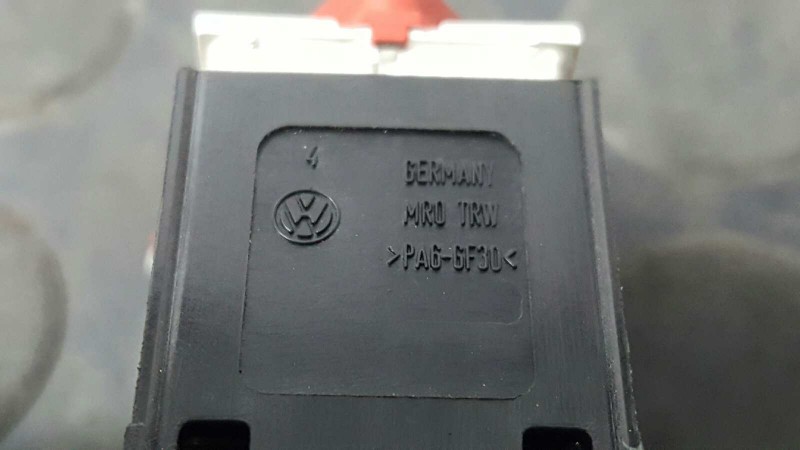 4
GERMANY
MRO TRW
>PA6-GF30<